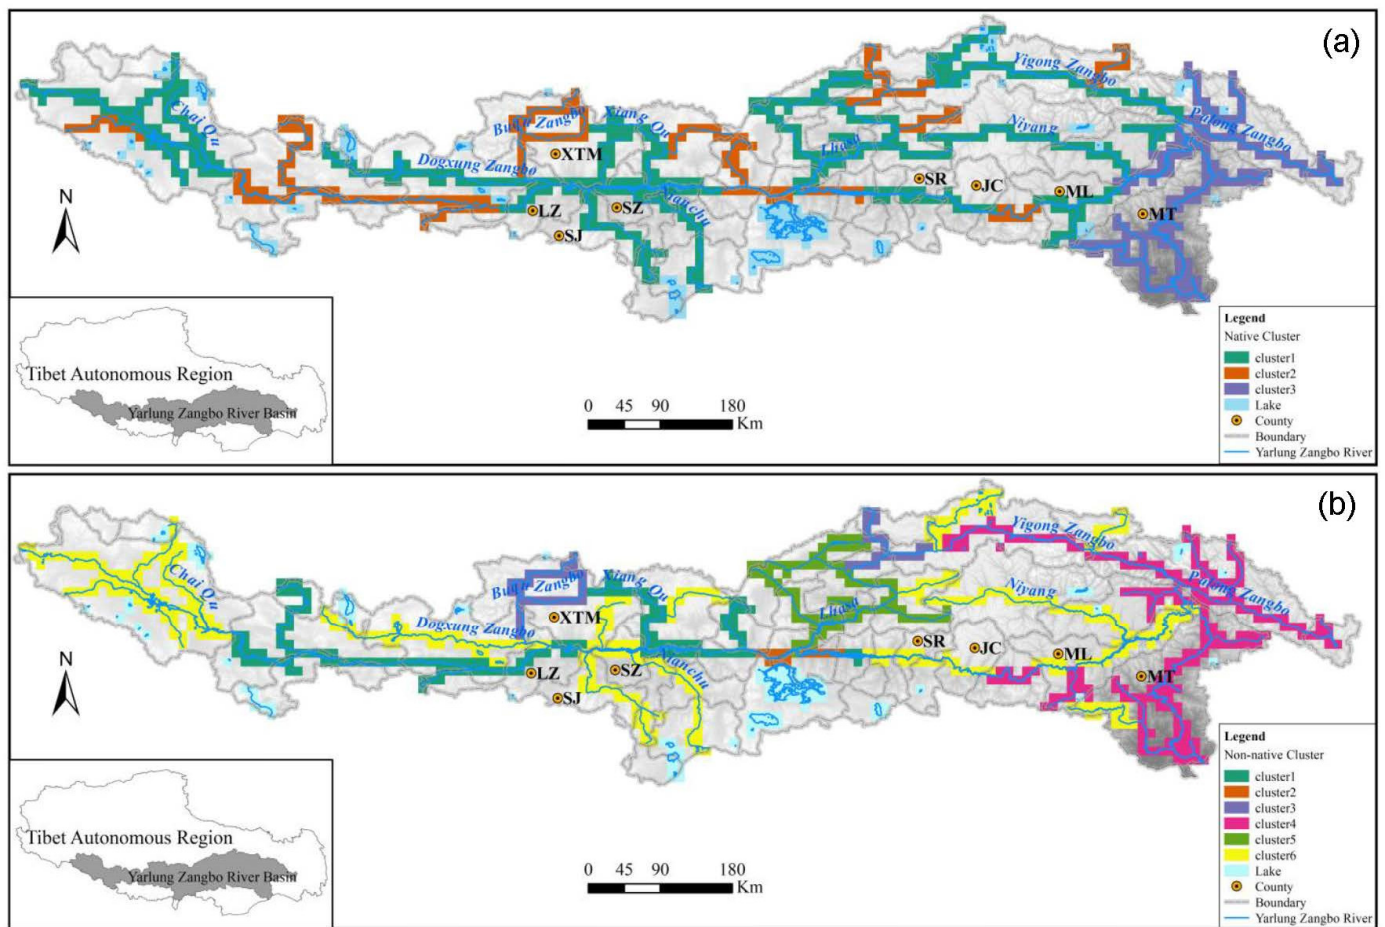 (a)
Yigong Zangbo
Chai Qu
Buqu Zangbo
Xiang Qu
Palong Zangbo
Niyang
Lhasa
Dogxung Zangbo
XTM
SR
JC
ML
Nianchu
LZ
SZ
MT
SJ
N
Legend
Native Cluster
cluster1
cluster2
cluster3
Lake
County
Boundary
Yarlung Zangbo River
Tibet Autonomous Region
Yarlung Zangbo River Basin
0 45 90 180
Km
(b)
Yigong Zangbo
Chai Qu
Buqu Zangbo
Xiang Qu
Palong Zangbo
Niyang
Lhasa
Dogxung Zangbo
XTM
SR
JC
ML
Nianchu
LZ
SZ
MT
SJ
N
Legend
Non-native Cluster
cluster1
cluster2
cluster3
cluster4
cluster5
cluster6
Lake
County
Boundary
Yarlung Zangbo River
Tibet Autonomous Region
Yarlung Zangbo River Basin
0 45 90 180
Km